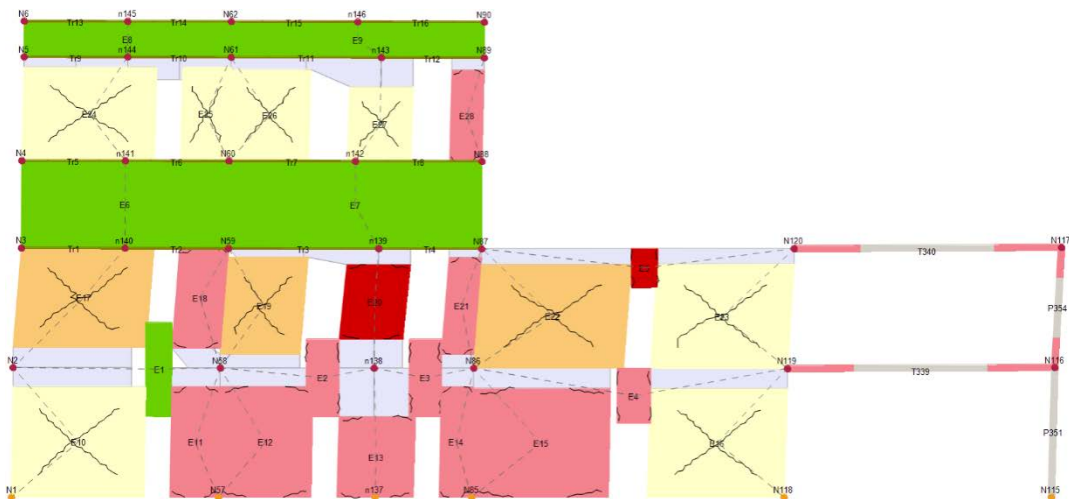 N6 n145 N62 n146 N90
Tr13 Tr14 Tr15 Tr16
E8 E9
N5 n144 N61 n143 N89
Tr9 Tr10 Tr11 Tr12
E24 E25 E26 E27 E28
N4 n141 N60 n142 N88
Tr5 Tr6 Tr7 Tr8
E6 E7
N3 n140 N59 n139 N87 N120 N117
Tr1 Tr2 Tr3 Tr4 T340
E17 E18 E19 E21 E22 E23 P354
N2 N58 n138 N86 N119 N116
E1 E2 E3 E4 T339
E10 E11 E12 E13 E14 E15 E16 P351
N1 N57 n137 N85 N118 N115